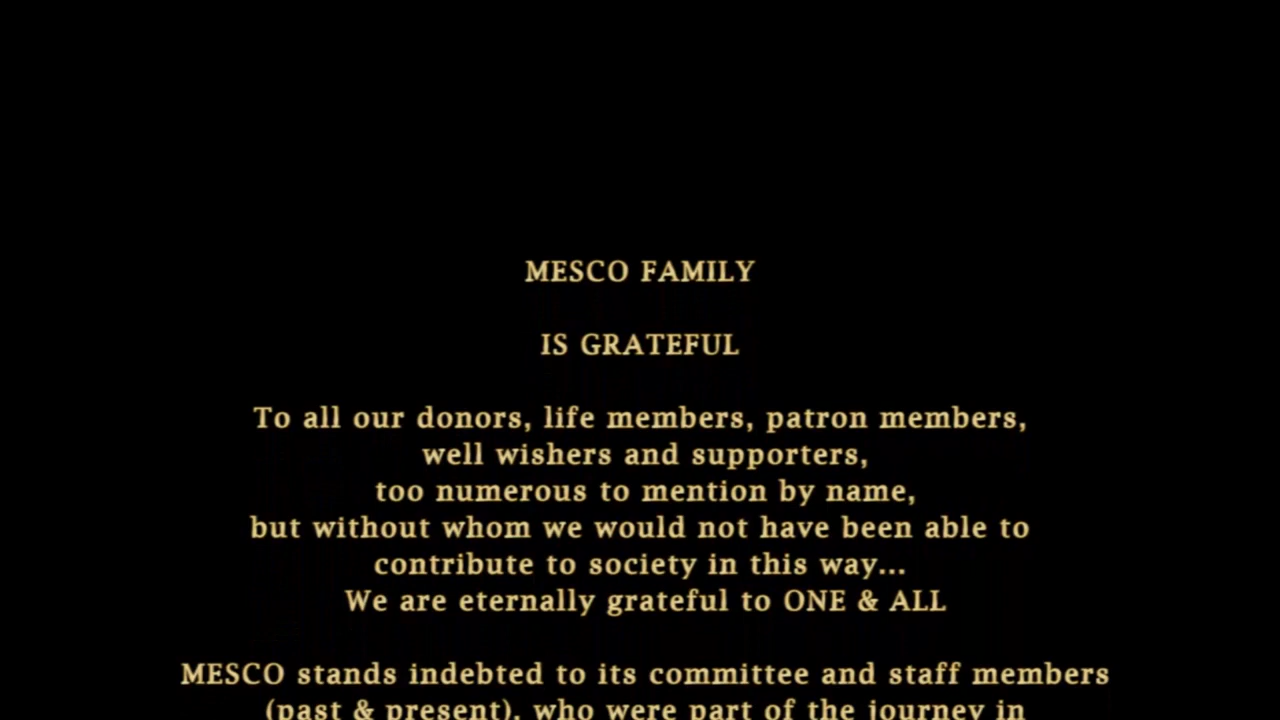 MESCO FAMILY
IS GRATEFUL
To all our donors, life members, patron members,
well wishers and supporters,
too numerous to mention by name,
but without whom we would not have been able to
contribute to society in this way...
We are eternally grateful to ONE & ALL
MESCO stands indebted to its committee and staff members
(past & present), who were part of the journey in